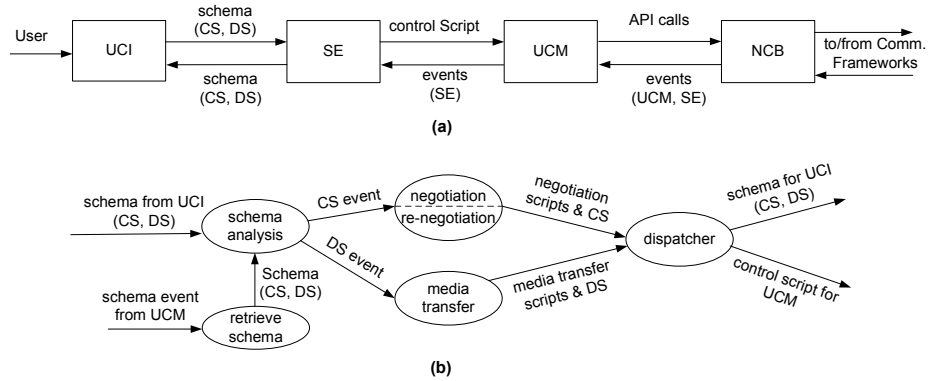 User
UCI
schema
(CS, DS)
schema
(CS, DS)
SE
control Script
events
(SE)
UCM
API calls
events
(UCM, SE)
NCB
to/from Comm.
Frameworks
(a)
schema from UCI
(CS, DS)
schema
analysis
CS event
DS event
Schema
(CS, DS)
schema event
from UCM
retrieve
schema
negotiation
re-negotiation
media
transfer
negotiation
scripts & CS
media transfer
scripts & DS
dispatcher
schema for UCI
(CS, DS)
control script for
UCM
(b)